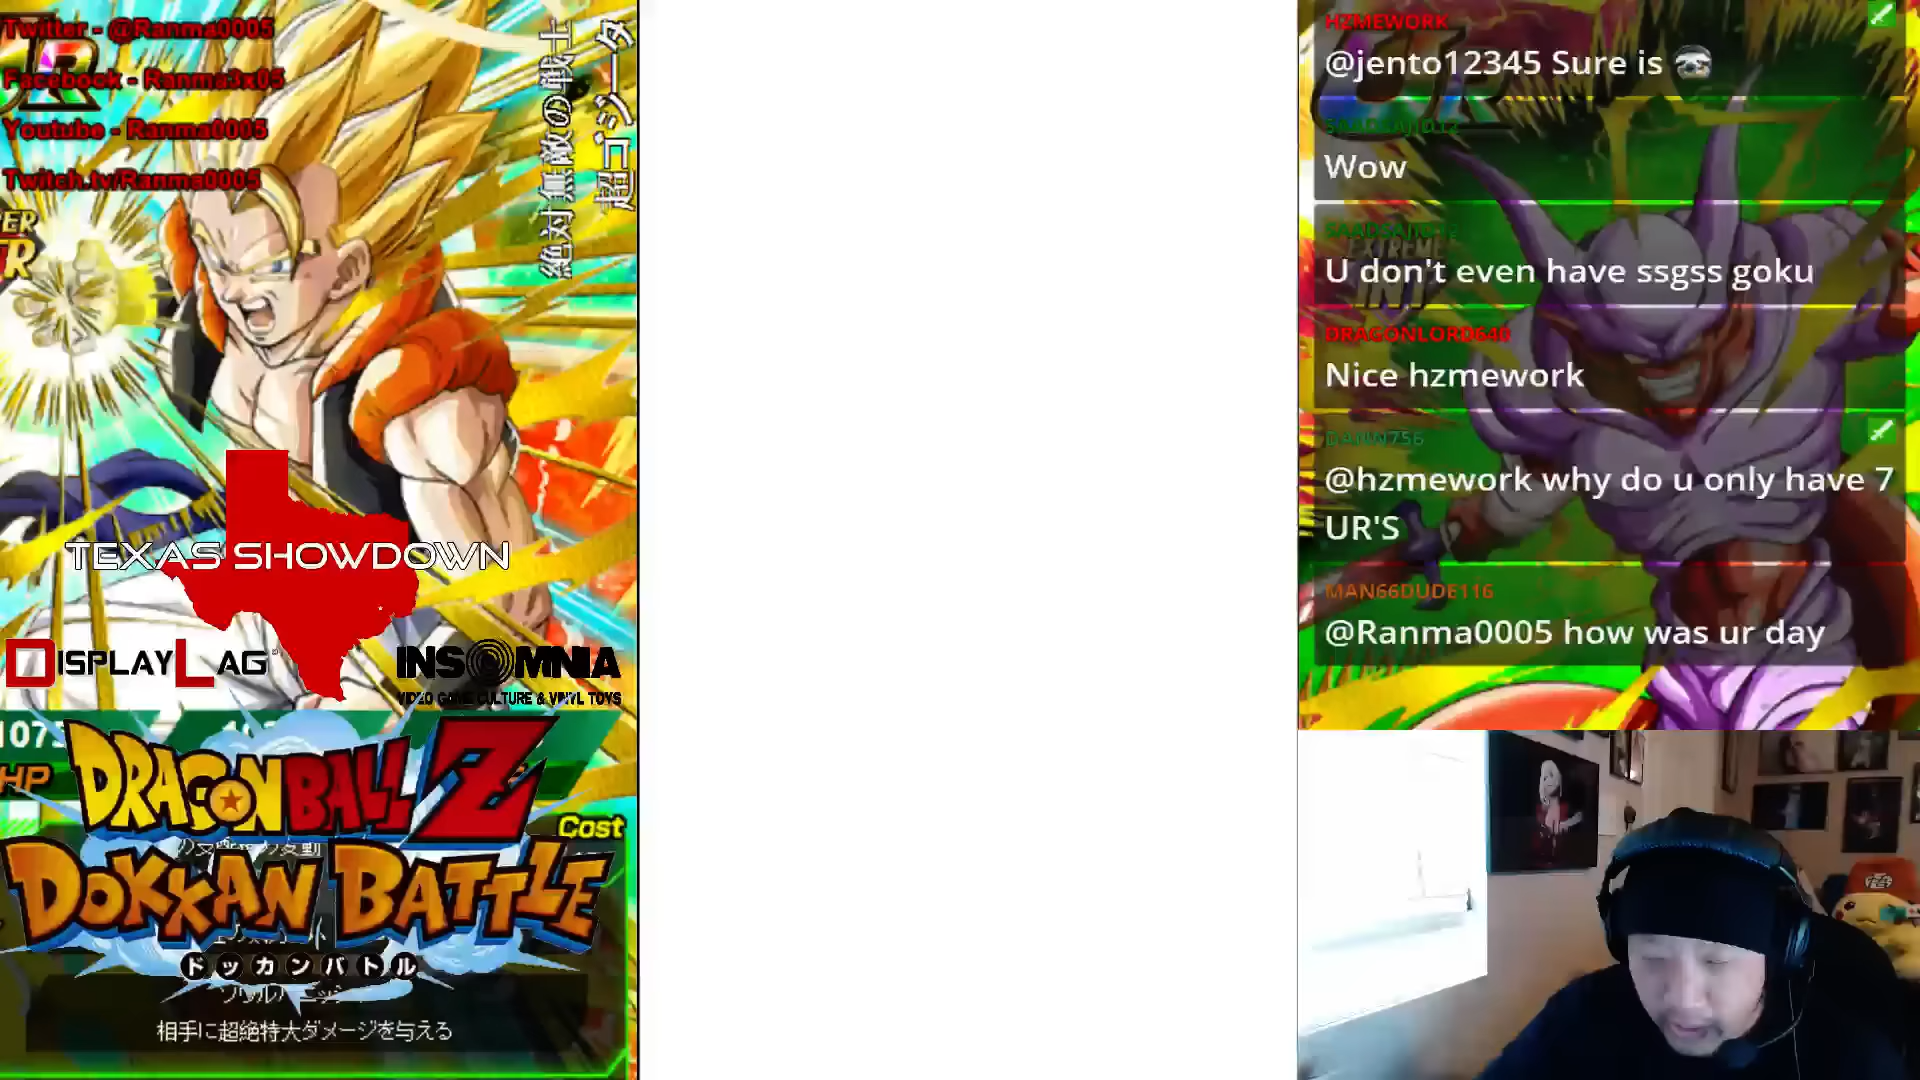 Twitter - @Ranma0005
Facebook - Ranma3x05
Youtube - Ranma0005
Twitch.tv/Ranma0005
絶対無敵の戦士
超ゴジータ
TEXAS SHOWDOWN
DISPLAYLAG
INSOMNIA
VIDEO GAME CULTURE & VINYL TOYS
HP
DRAGONBALL Z
Cost
DOKKAN BATTLE
ドッカンバトル
相手に超絶特大ダメージを与える
HZMEWORK
@jento12345 Sure is
Wow
EXTREME
U don't even have ssgss goku
DRAGONLORD640
Nice hzmework
DANW756
@hzmework why do u only have 7
UR'S
MAN66DUDE116
@Ranma0005 how was ur day